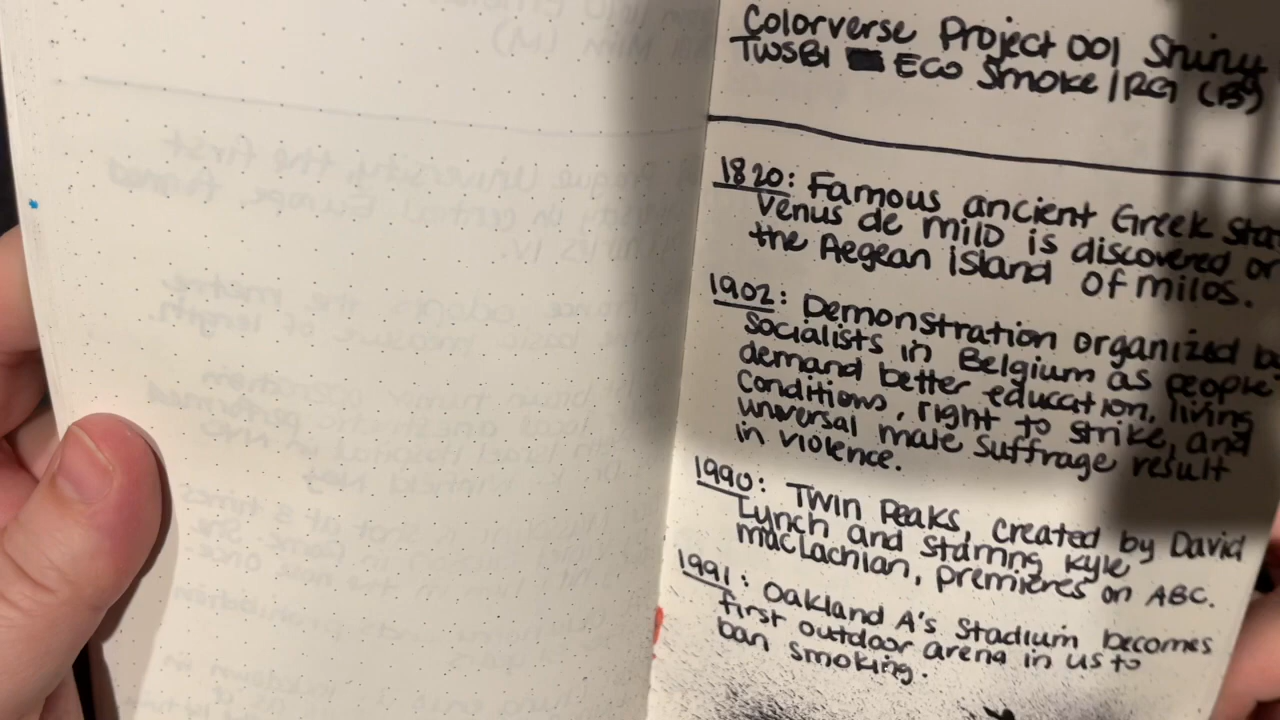 Colorverse Project 001 Shiny
TWSBI ECO Smoke/RG (B)
1820: Famous ancient Greek Sta
Venus de Milo is discovered on
the Aegean island of Milos.
1902: Demonstration organized by
socialists in Belgium as people
demand better education, living
conditions, right to strike, and
universal male suffrage result
in violence.
1990: Twin Peaks, created by David
Lynch and starring Kyle
MacLachlan, premieres on ABC.
1991: Oakland A's Stadium becomes
first outdoor arena in US to
ban smoking.